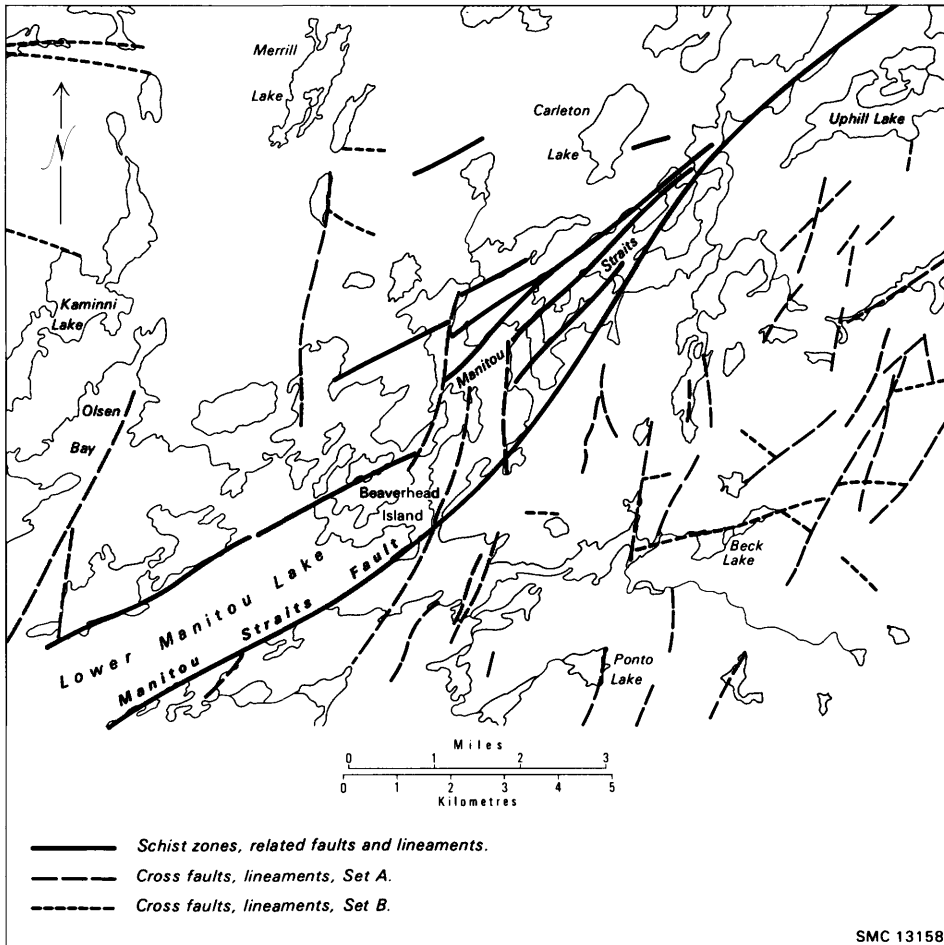 Merrill
Lake
Carleton
Lake
Uphill Lake
N
Straits
Manitou
Kaminni
Lake
Olsen
Bay
Beaverhead
Island
Lower Manitou Lake
Manitou Straits Fault
Beck
Lake
Ponto
Lake
Miles
0 1 2 3
0 1 2 3 4 5
Kilometres
Schist zones, related faults and lineaments.
Cross faults, lineaments, Set A.
Cross faults, lineaments, Set B.
SMC 13158